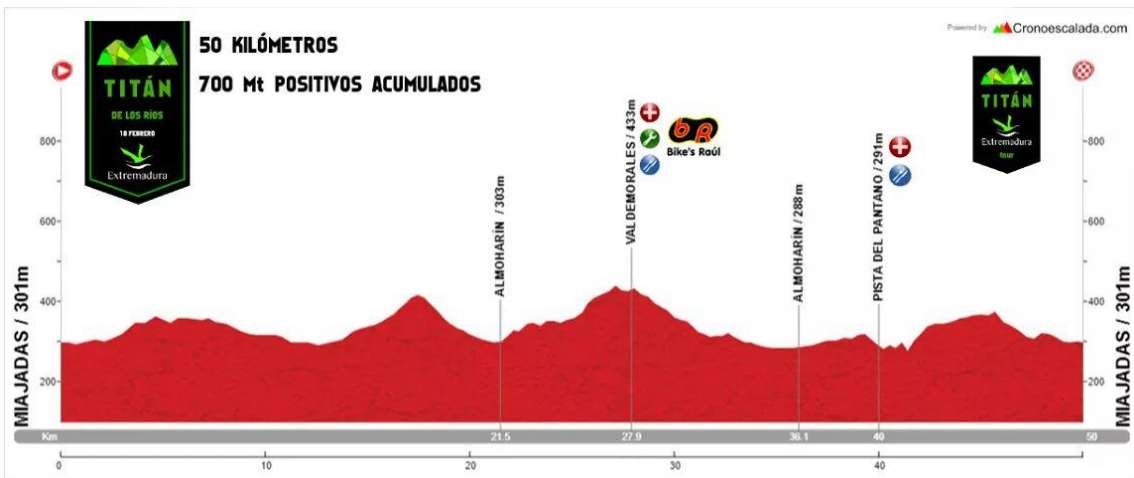 50 KILÓMETROS
700 Mt POSITIVOS ACUMULADOS
Powered by Cronoescalada.com
TITÁN
DE LOS RÍOS
18 FEBRERO
Extremadura
TITÁN
Extremadura
tour
bR
Bike's Raúl
MIAJADAS / 301m
ALMOHARÍN / 303m
VALDEMORALES / 433m
ALMOHARÍN / 288m
PISTA DEL PANTANO / 291m
MIAJADAS / 301m
800
600
400
200
800
600
400
200
Km 21.5 27.9 36.1 40 50
0 10 20 30 40